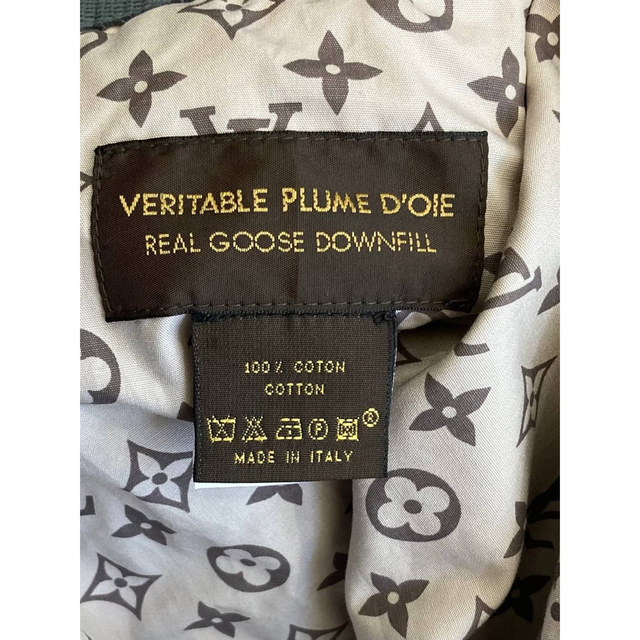 VERITABLE PLUME D'OIE
REAL GOOSE DOWNFILL
100% COTON
COTTON
P ®
MADE IN ITALY